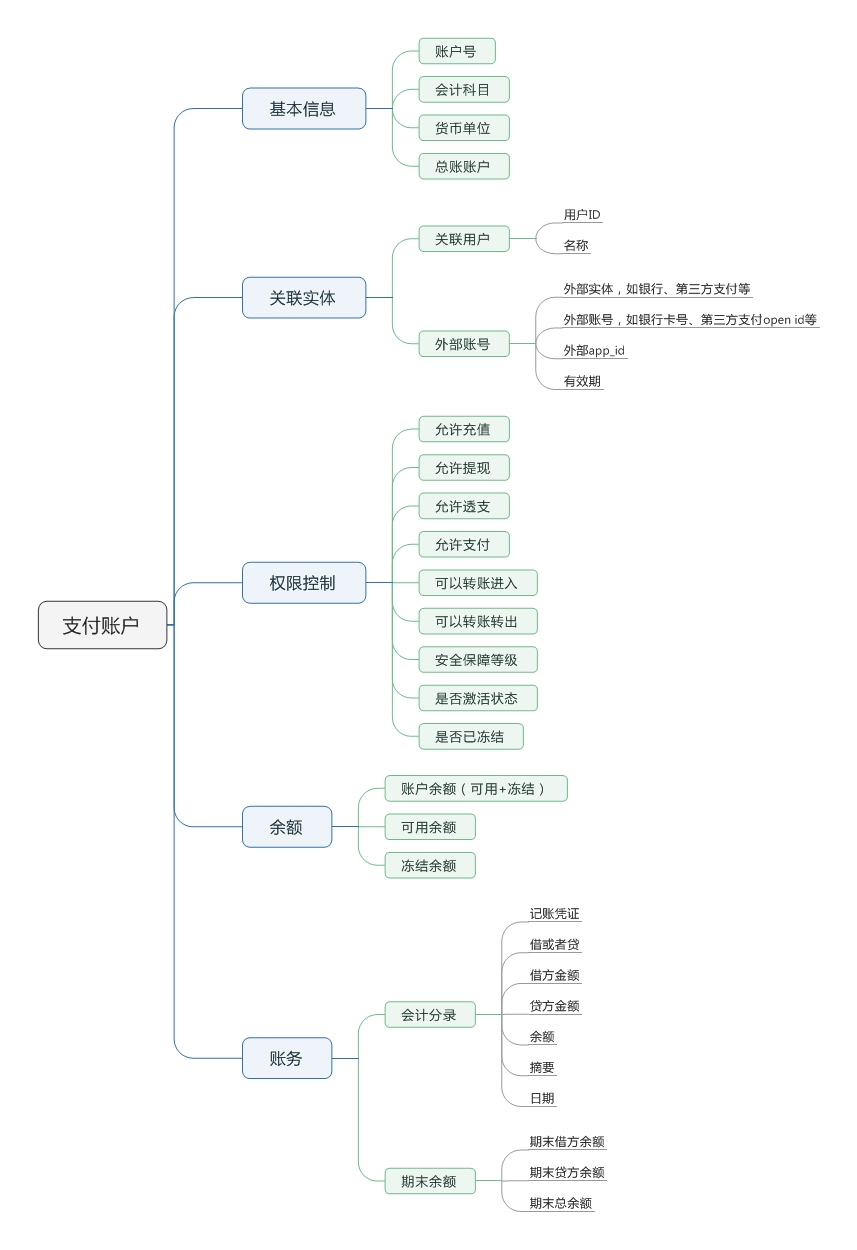 支付账户
基本信息
账户号
会计科目
货币单位
总账账户
关联实体
关联用户
用户ID
名称
外部账号
外部实体，如银行、第三方支付等
外部账号，如银行卡号、第三方支付open id等
外部app_id
有效期
权限控制
允许充值
允许提现
允许透支
允许支付
可以转账进入
可以转账转出
安全保障等级
是否激活状态
是否已冻结
余额
账户余额（可用+冻结）
可用余额
冻结余额
账务
会计分录
记账凭证
借或者贷
借方金额
贷方金额
余额
摘要
日期
期末余额
期末借方余额
期末贷方余额
期末总余额